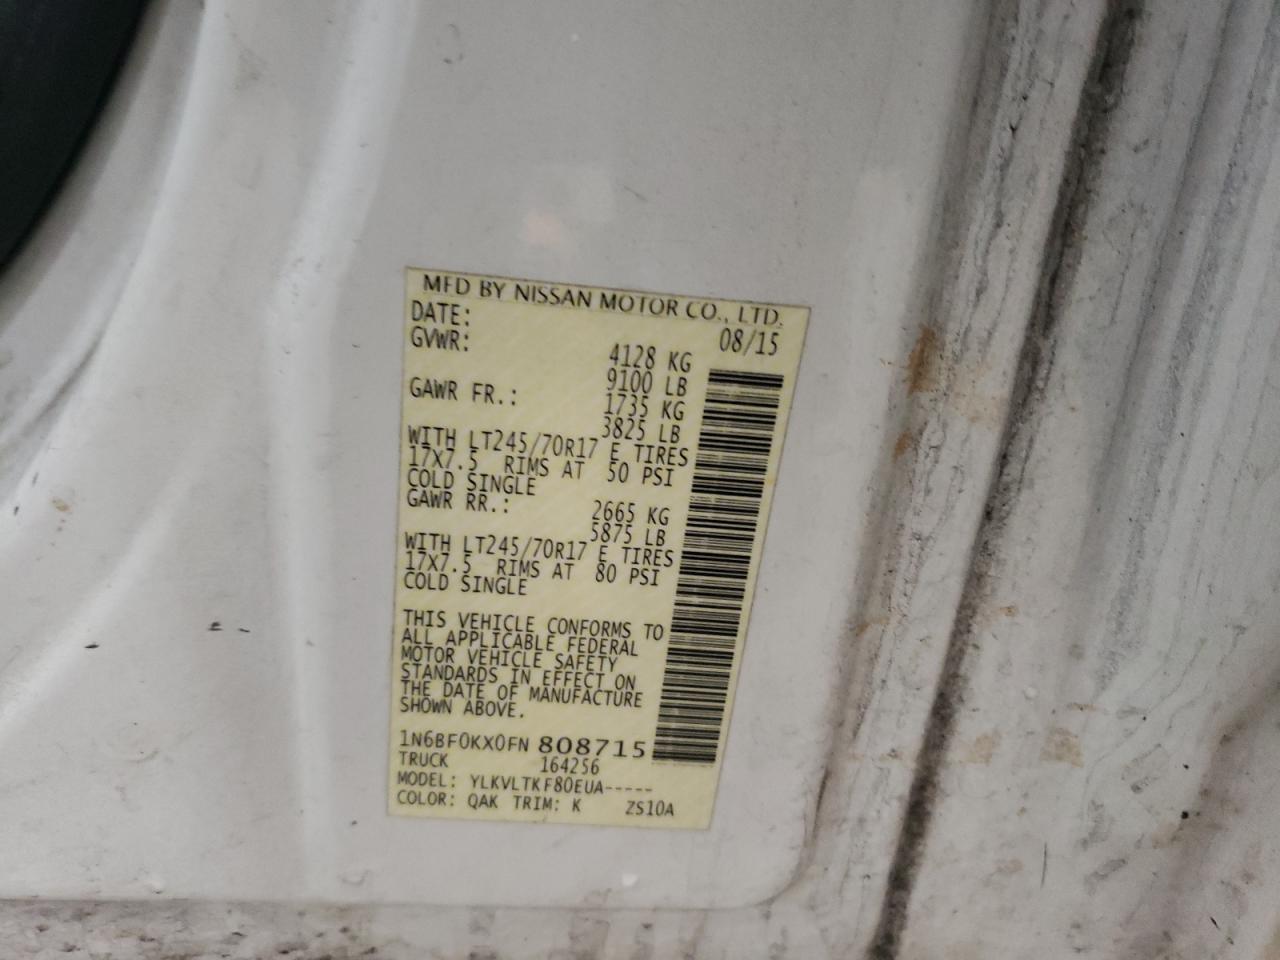 MFD BY NISSAN MOTOR CO., LTD.
DATE: 08/15
GVWR: 4128 KG
9100 LB
GAWR FR.: 1735 KG
3825 LB
WITH LT245/70R17 E TIRES
17X7.5 RIMS AT 50 PSI
COLD SINGLE
GAWR RR.: 2665 KG
5875 LB
WITH LT245/70R17 E TIRES
17X7.5 RIMS AT 80 PSI
COLD SINGLE
THIS VEHICLE CONFORMS TO
ALL APPLICABLE FEDERAL
MOTOR VEHICLE SAFETY
STANDARDS IN EFFECT ON
THE DATE OF MANUFACTURE
SHOWN ABOVE.
1N6BF0KX0FN 808715
TRUCK 164256
MODEL: YLKVLTKF80EUA-----
COLOR: QAK TRIM: K ZS10A